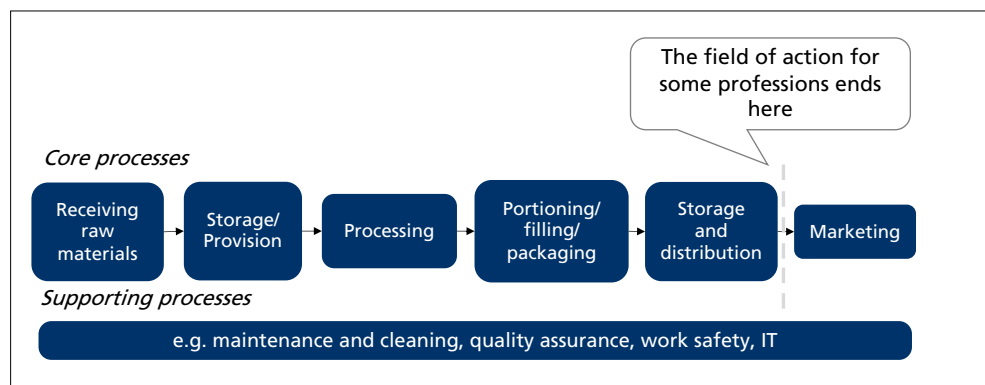 The field of action for
some professions ends
here
Core processes
Receiving
raw
materials
Storage/
Provision
Processing
Portioning/
filling/
packaging
Storage
and
distribution
Marketing
Supporting processes
e.g. maintenance and cleaning, quality assurance, work safety, IT